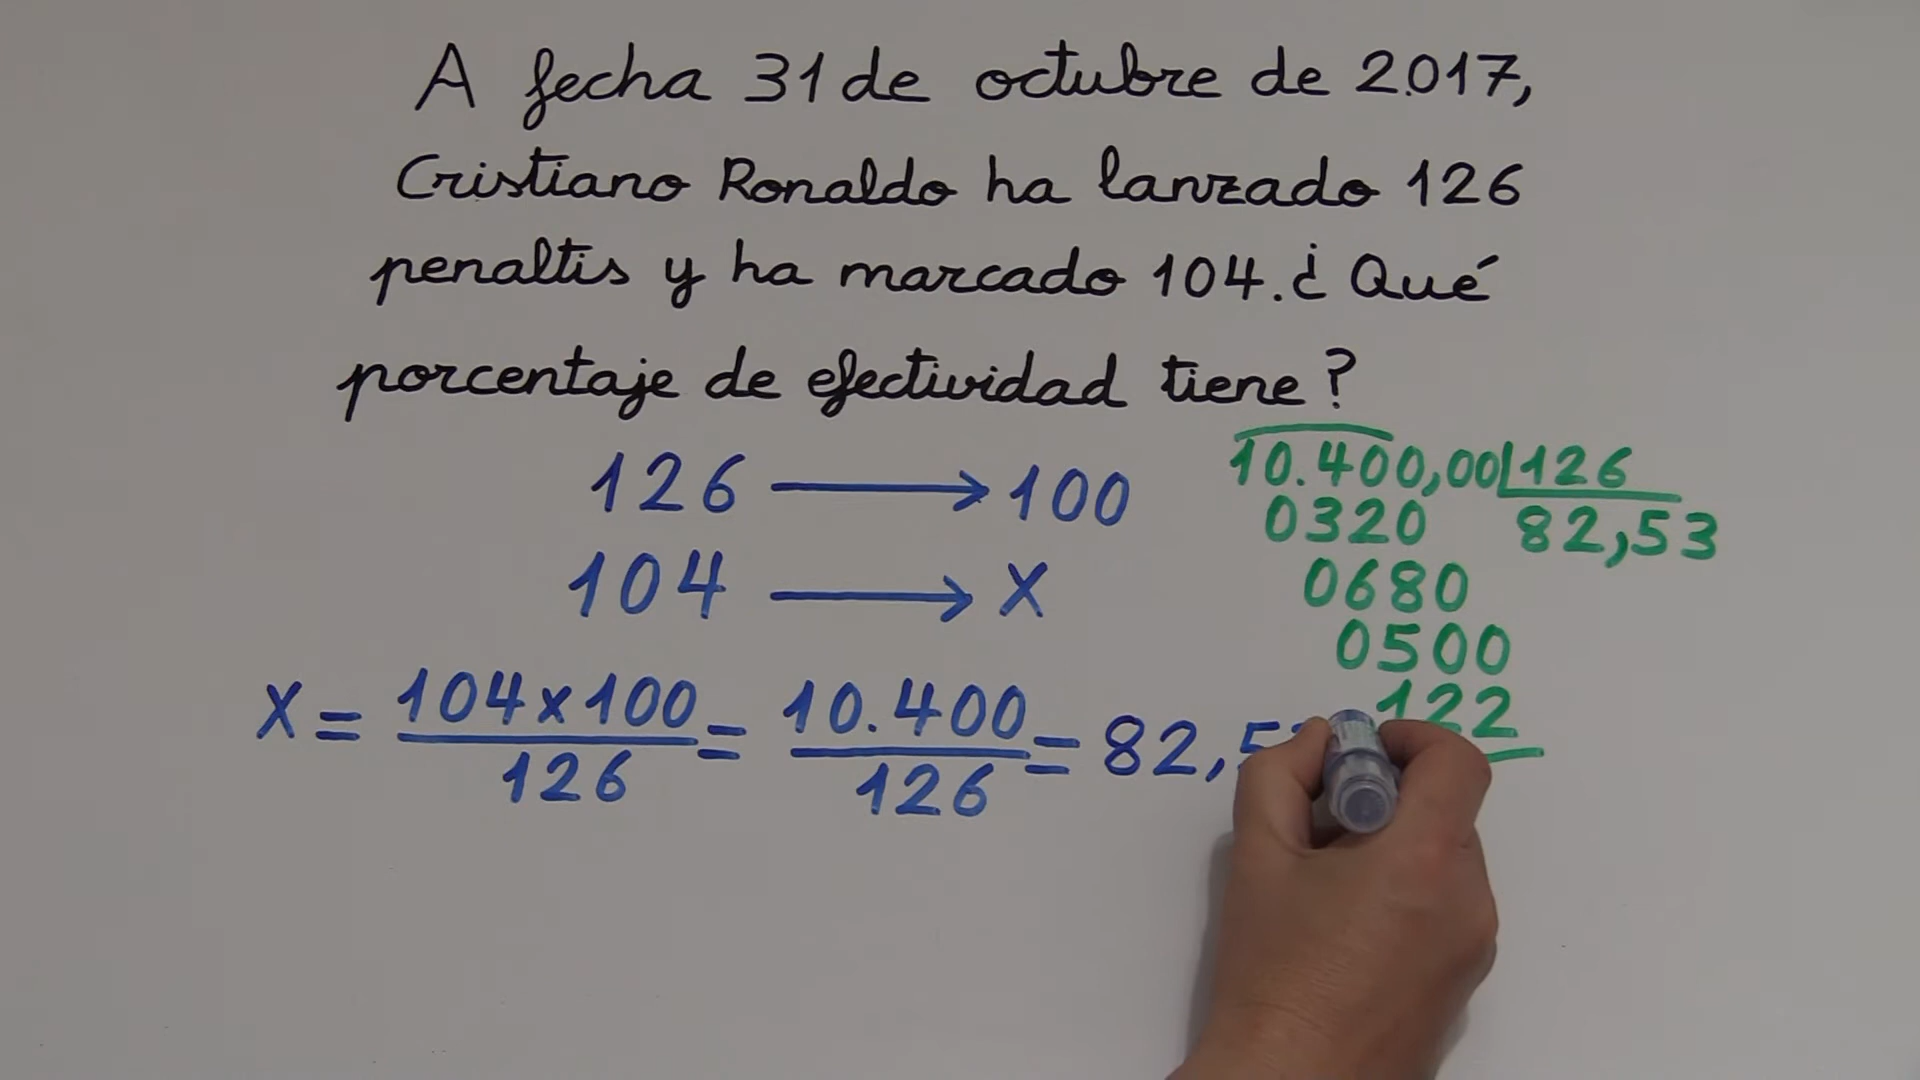 A fecha 31 de octubre de 2.017,
Cristiano Ronaldo ha lanzado 126
penaltis y ha marcado 104. ¿Qué
porcentaje de efectividad tiene?
126 → 100
104 → X
X = 104x100/126 = 10.400/126 = 82,5
10.400,00 126
0320 82,53
0680
0500
122